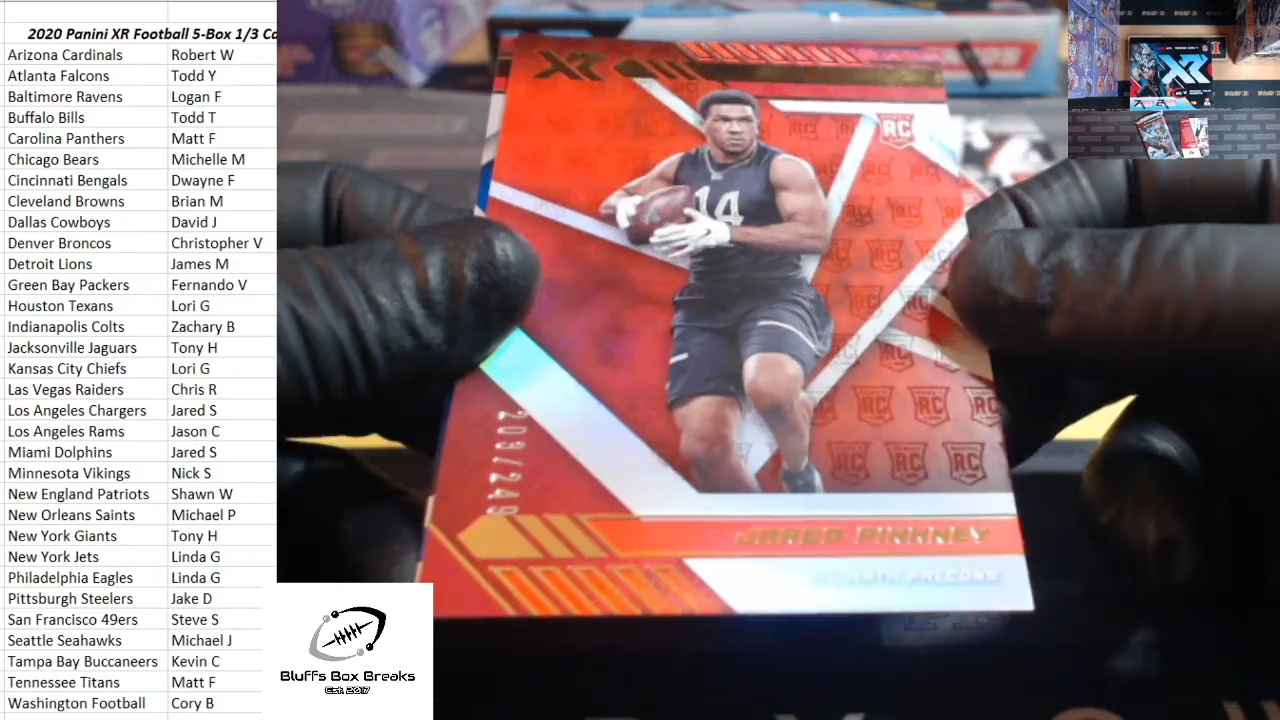 2020 Panini XR Football 5-Box 1/3 Ca
Arizona Cardinals Robert W
Atlanta Falcons Todd Y
Baltimore Ravens Logan F
Buffalo Bills Todd T
Carolina Panthers Matt F
Chicago Bears Michelle M
Cincinnati Bengals Dwayne F
Cleveland Browns Brian M
Dallas Cowboys David J
Denver Broncos Christopher V
Detroit Lions James M
Green Bay Packers Fernando V
Houston Texans Lori G
Indianapolis Colts Zachary B
Jacksonville Jaguars Tony H
Kansas City Chiefs Lori G
Las Vegas Raiders Chris R
Los Angeles Chargers Jared S
Los Angeles Rams Jason C
Miami Dolphins Jared S
Minnesota Vikings Nick S
New England Patriots Shawn W
New Orleans Saints Michael P
New York Giants Tony H
New York Jets Linda G
Philadelphia Eagles Linda G
Pittsburgh Steelers Jake D
San Francisco 49ers Steve S
Seattle Seahawks Michael J
Tampa Bay Buccaneers Kevin C
Tennessee Titans Matt F
Washington Football Cory B
XR
RC
14
203/249
JARED PINKNEY
FALCONS
Bluffs Box Breaks
Est. 2017
XR